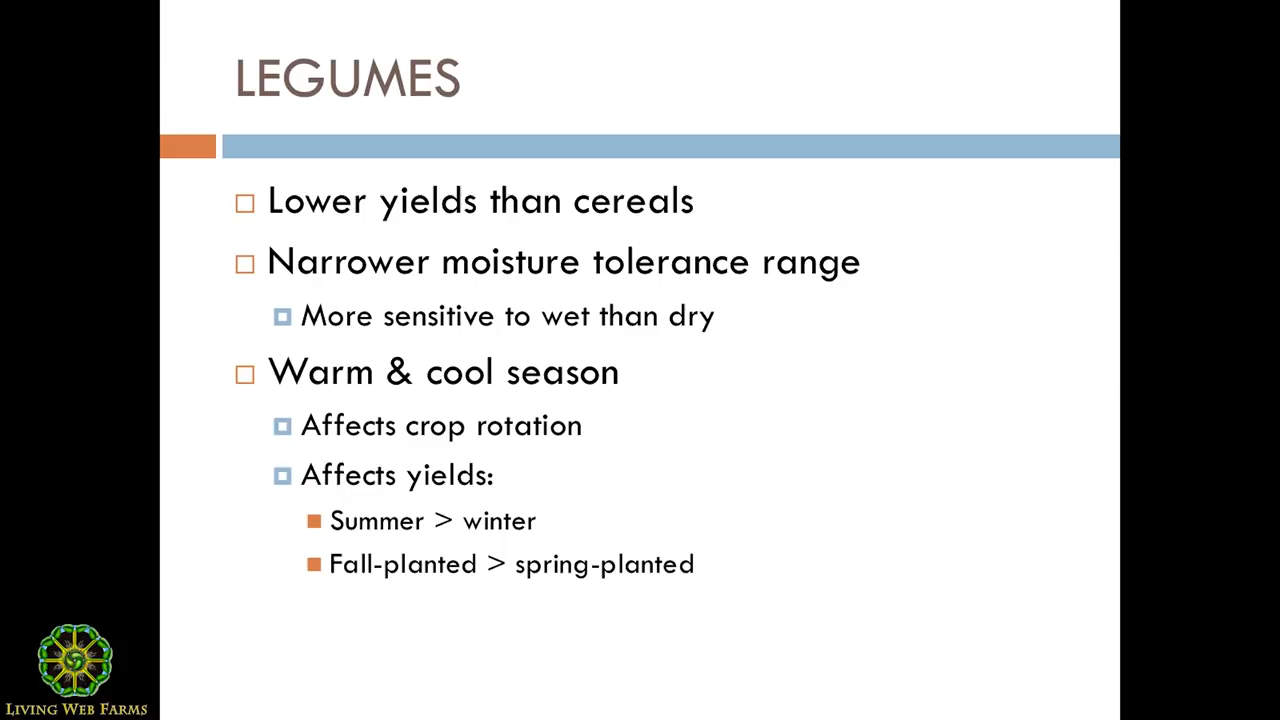 LEGUMES
Lower yields than cereals
Narrower moisture tolerance range
More sensitive to wet than dry
Warm & cool season
Affects crop rotation
Affects yields:
Summer > winter
Fall-planted > spring-planted
LIVING WEB FARMS